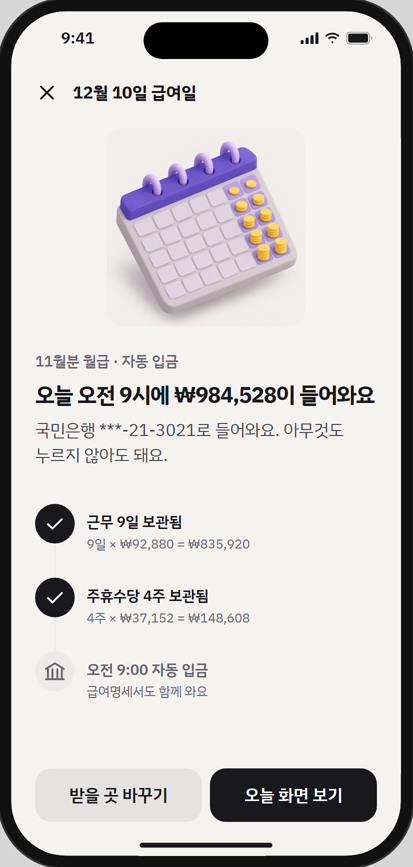 9:41
12월 10일 급여일
11월분 월급 · 자동 입금
오늘 오전 9시에 ₩984,528이 들어와요
국민은행 ***-21-3021로 들어와요. 아무것도
누르지 않아도 돼요.
근무 9일 보관됨
9일 × ₩92,880 = ₩835,920
주휴수당 4주 보관됨
4주 × ₩37,152 = ₩148,608
오전 9:00 자동 입금
급여명세서도 함께 와요
받을 곳 바꾸기
오늘 화면 보기